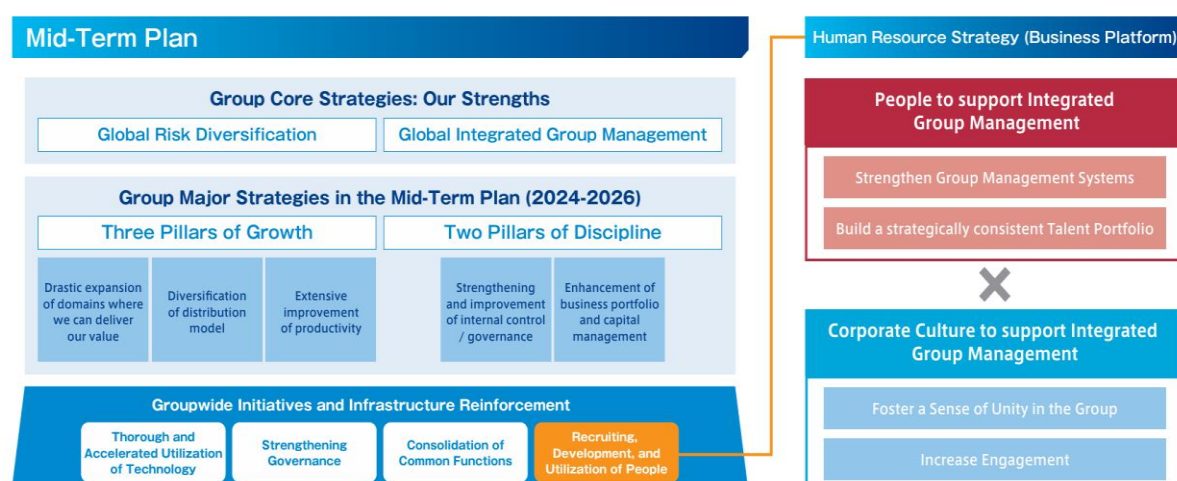 Mid-Term Plan
Group Core Strategies: Our Strengths
Global Risk Diversification
Global Integrated Group Management
Group Major Strategies in the Mid-Term Plan (2024-2026)
Three Pillars of Growth
Two Pillars of Discipline
Drastic expansion
of domains where
we can deliver
our value
Diversification
of distribution
model
Extensive
improvement
of productivity
Strengthening
and improvement
of internal control
/ governance
Enhancement of
business portfolio
and capital
management
Groupwide Initiatives and Infrastructure Reinforcement
Thorough and
Accelerated Utilization
of Technology
Strengthening
Governance
Consolidation of
Common Functions
Recruiting,
Development, and
Utilization of People
Human Resource Strategy (Business Platform)
People to support Integrated
Group Management
Strengthen Group Management Systems
Build a strategically consistent Talent Portfolio
Corporate Culture to support Integrated
Group Management
Foster a Sense of Unity in the Group
Increase Engagement